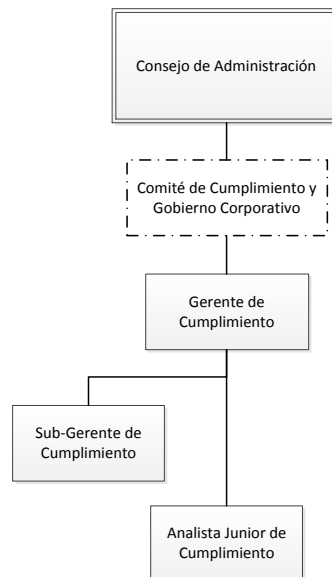 Consejo de Administración
Comité de Cumplimiento y
Gobierno Corporativo
Gerente de
Cumplimiento
Sub-Gerente de
Cumplimiento
Analista Junior de
Cumplimiento